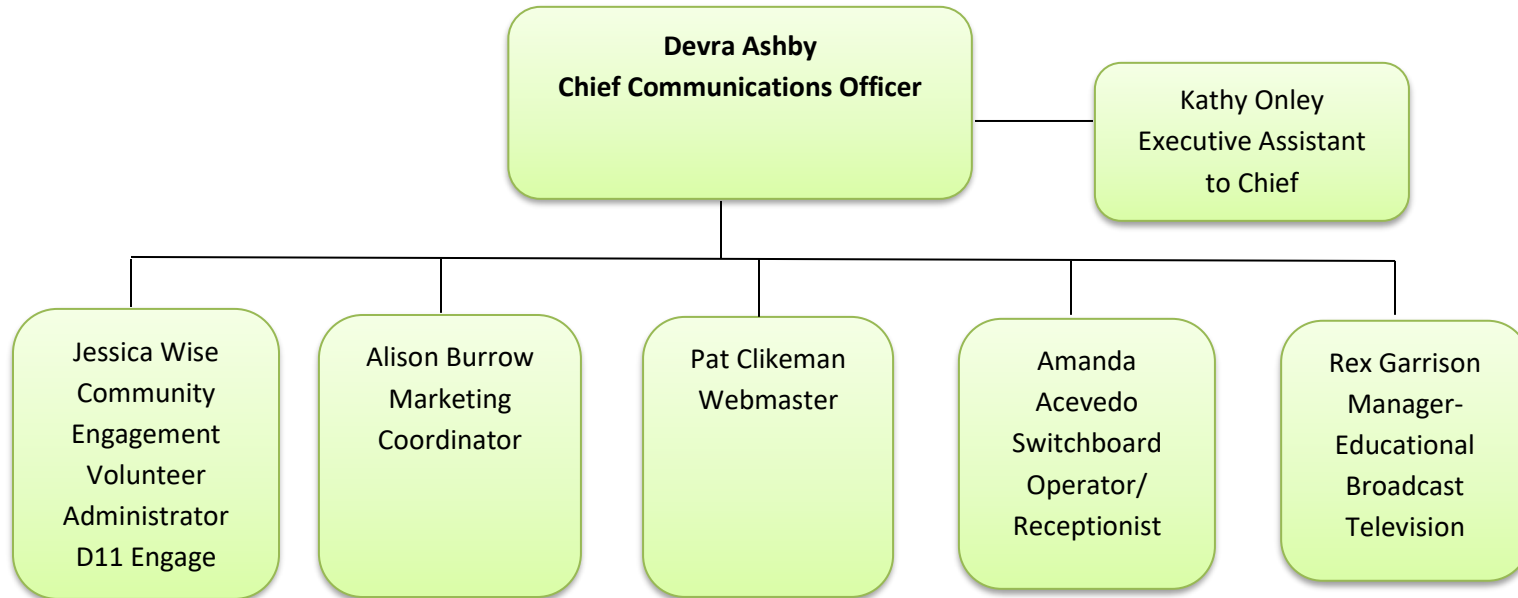 Devra Ashby
Chief Communications Officer
Kathy Onley
Executive Assistant
to Chief
Jessica Wise
Community
Engagement
Volunteer
Administrator
D11 Engage
Alison Burrow
Marketing
Coordinator
Pat Clikeman
Webmaster
Amanda
Acevedo
Switchboard
Operator/
Receptionist
Rex Garrison
Manager-
Educational
Broadcast
Television